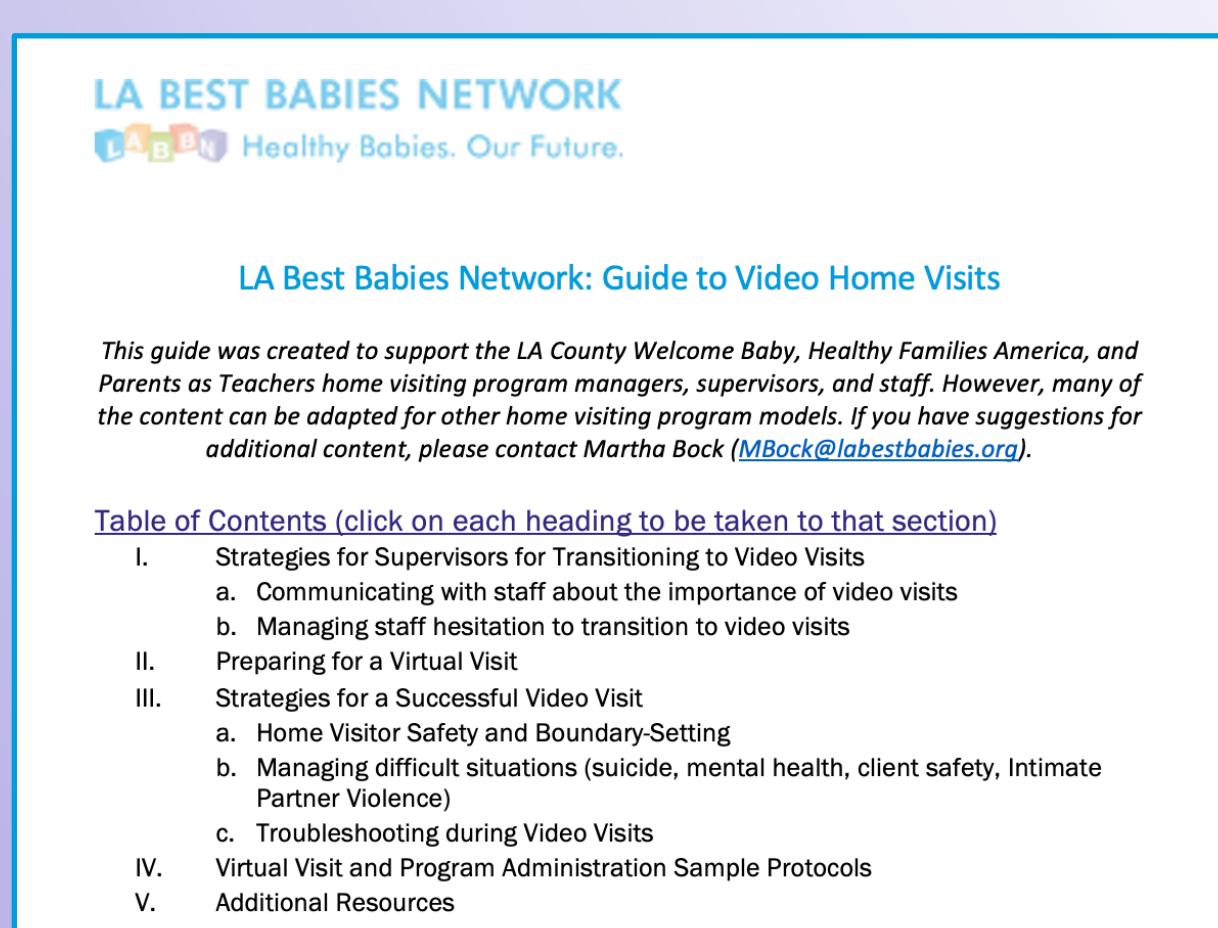 LA BEST BABIES NETWORK
LABBN Healthy Babies. Our Future.
LA Best Babies Network: Guide to Video Home Visits
This guide was created to support the LA County Welcome Baby, Healthy Families America, and
Parents as Teachers home visiting program managers, supervisors, and staff. However, many of
the content can be adapted for other home visiting program models. If you have suggestions for
additional content, please contact Martha Bock (MBock@labestbabies.org).
Table of Contents (click on each heading to be taken to that section)
I. Strategies for Supervisors for Transitioning to Video Visits
a. Communicating with staff about the importance of video visits
b. Managing staff hesitation to transition to video visits
II. Preparing for a Virtual Visit
III. Strategies for a Successful Video Visit
a. Home Visitor Safety and Boundary-Setting
b. Managing difficult situations (suicide, mental health, client safety, Intimate
Partner Violence)
c. Troubleshooting during Video Visits
IV. Virtual Visit and Program Administration Sample Protocols
V. Additional Resources